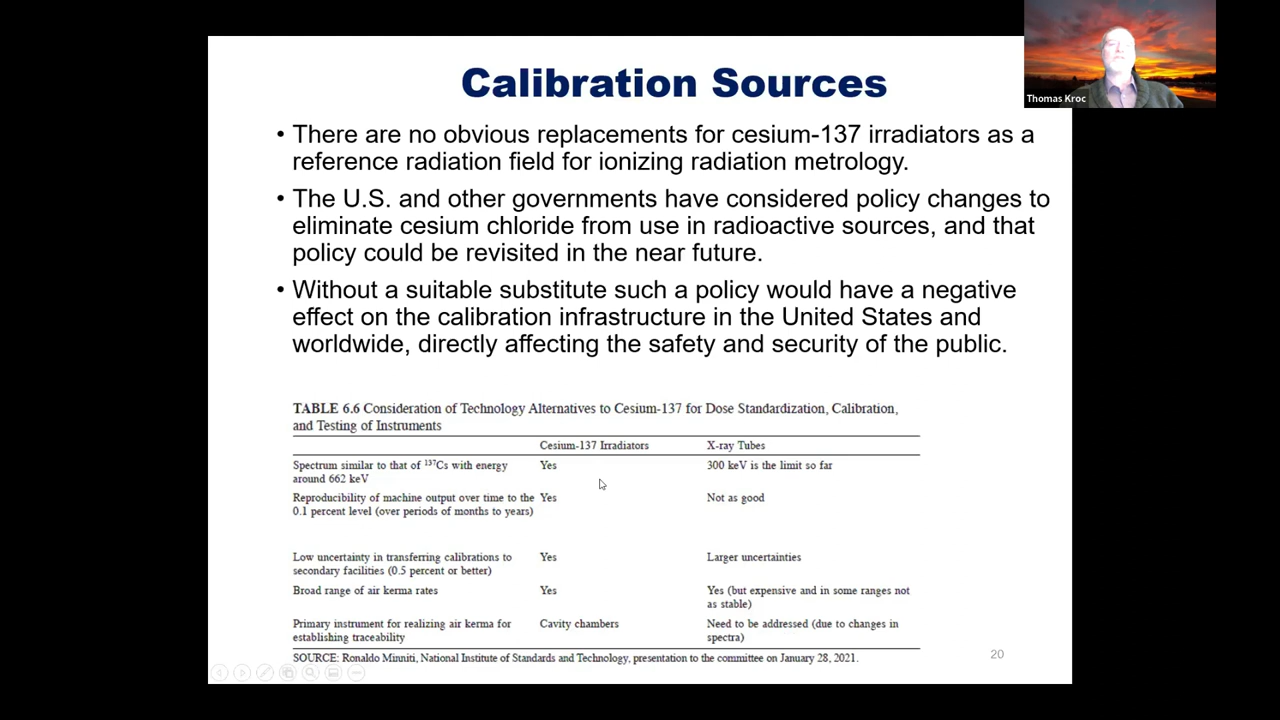 Calibration Sources
Thomas Kroc
• There are no obvious replacements for cesium-137 irradiators as a
reference radiation field for ionizing radiation metrology.
• The U.S. and other governments have considered policy changes to
eliminate cesium chloride from use in radioactive sources, and that
policy could be revisited in the near future.
• Without a suitable substitute such a policy would have a negative
effect on the calibration infrastructure in the United States and
worldwide, directly affecting the safety and security of the public.
TABLE 6.6 Consideration of Technology Alternatives to Cesium-137 for Dose Standardization, Calibration,
and Testing of Instruments
Cesium-137 Irradiators X-ray Tubes
Spectrum similar to that of ¹³⁷Cs with energy Yes 300 keV is the limit so far
around 662 keV
Reproducibility of machine output over time to the Yes Not as good
0.1 percent level (over periods of months to years)
Low uncertainty in transferring calibrations to Yes Larger uncertainties
secondary facilities (0.5 percent or better)
Broad range of air kerma rates Yes Yes (but expensive and in some ranges not
as stable)
Primary instrument for realizing air kerma for Cavity chambers Need to be addressed (due to changes in
establishing traceability spectra)
SOURCE: Ronaldo Minniti, National Institute of Standards and Technology, presentation to the committee on January 28, 2021.
20